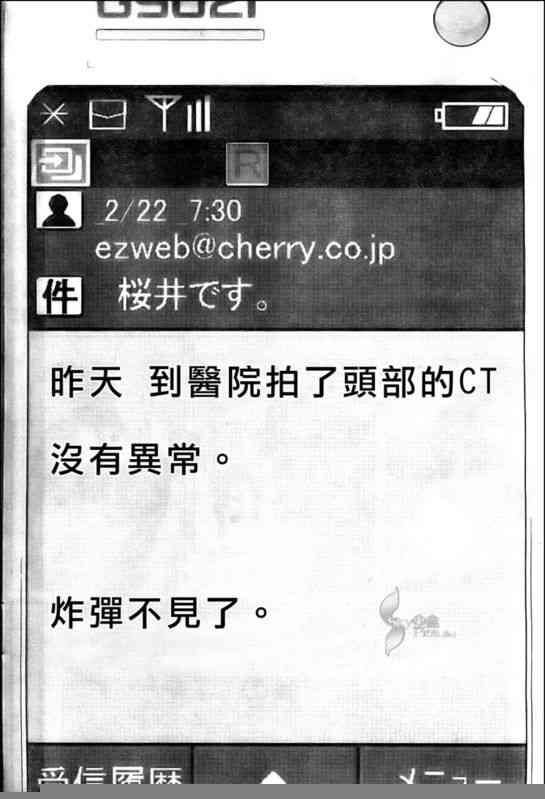 R
2/22 7:30
ezweb@cherry.co.jp
件 桜井です。
昨天 到醫院拍了頭部的CT
沒有異常。
炸彈不見了。
受信履歴 メニュー